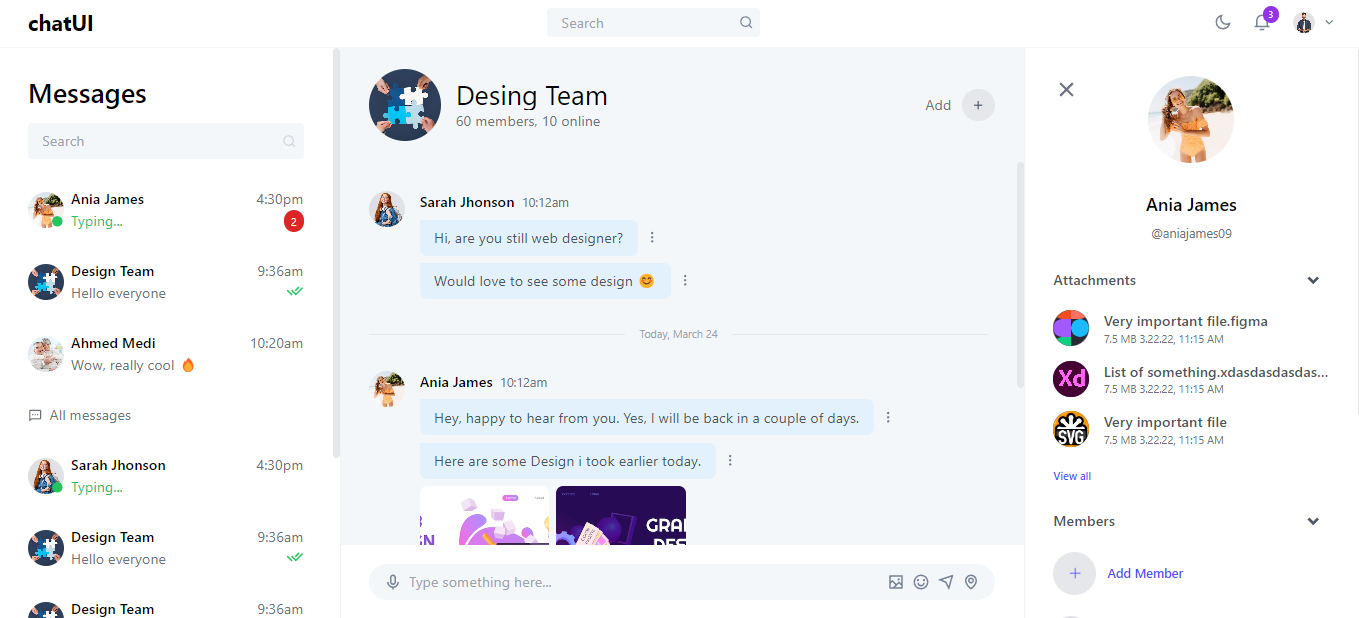 chatUI
Search
3
Messages
Search
Ania James
4:30pm
Typing...
2
Design Team
9:36am
Hello everyone
Ahmed Medi
10:20am
Wow, really cool 🔥
All messages
Sarah Jhonson
4:30pm
Typing...
Design Team
9:36am
Hello everyone
Design Team
9:36am
Desing Team
60 members, 10 online
Add
Sarah Jhonson 10:12am
Hi, are you still web designer?
Would love to see some design 😊
Today, March 24
Ania James 10:12am
Hey, happy to hear from you. Yes, I will be back in a couple of days.
Here are some Design i took earlier today.
Type something here...
Ania James
@aniajames09
Attachments
Very important file.figma
7.5 MB 3.22.22, 11:15 AM
Xd
List of something.xdasdasdasdas...
7.5 MB 3.22.22, 11:15 AM
SVG
Very important file
7.5 MB 3.22.22, 11:15 AM
View all
Members
Add Member